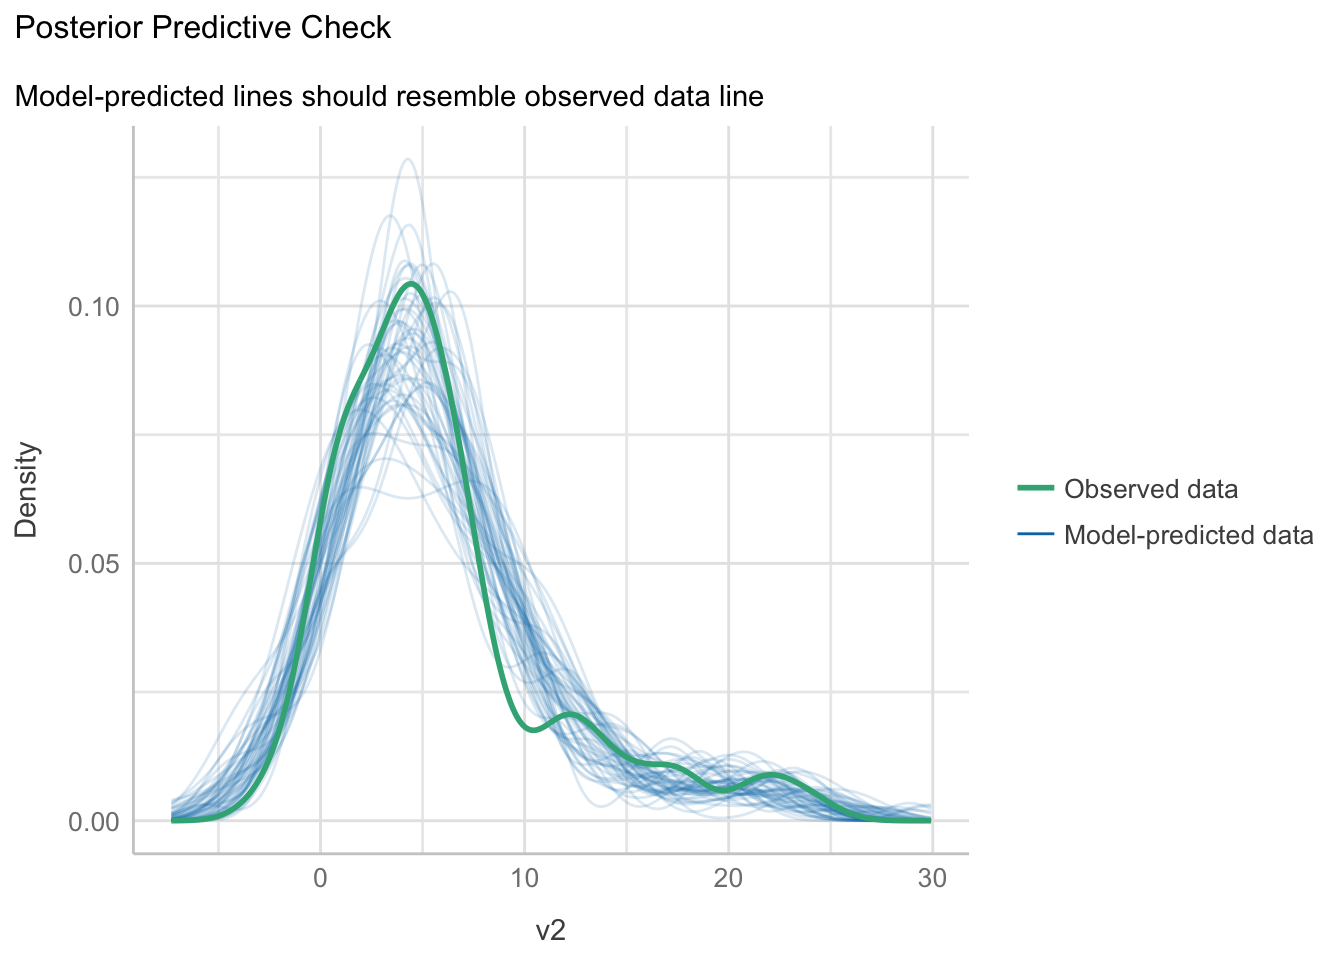 Posterior Predictive Check
Model-predicted lines should resemble observed data line
0.10
0.05
0.00
Density
0
10
20
30
v2
Observed data
Model-predicted data